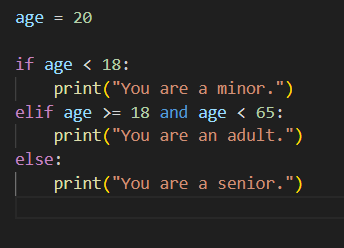 age = 20

if age < 18:
    print("You are a minor.")
elif age >= 18 and age < 65:
    print("You are an adult.")
else:
    print("You are a senior.")